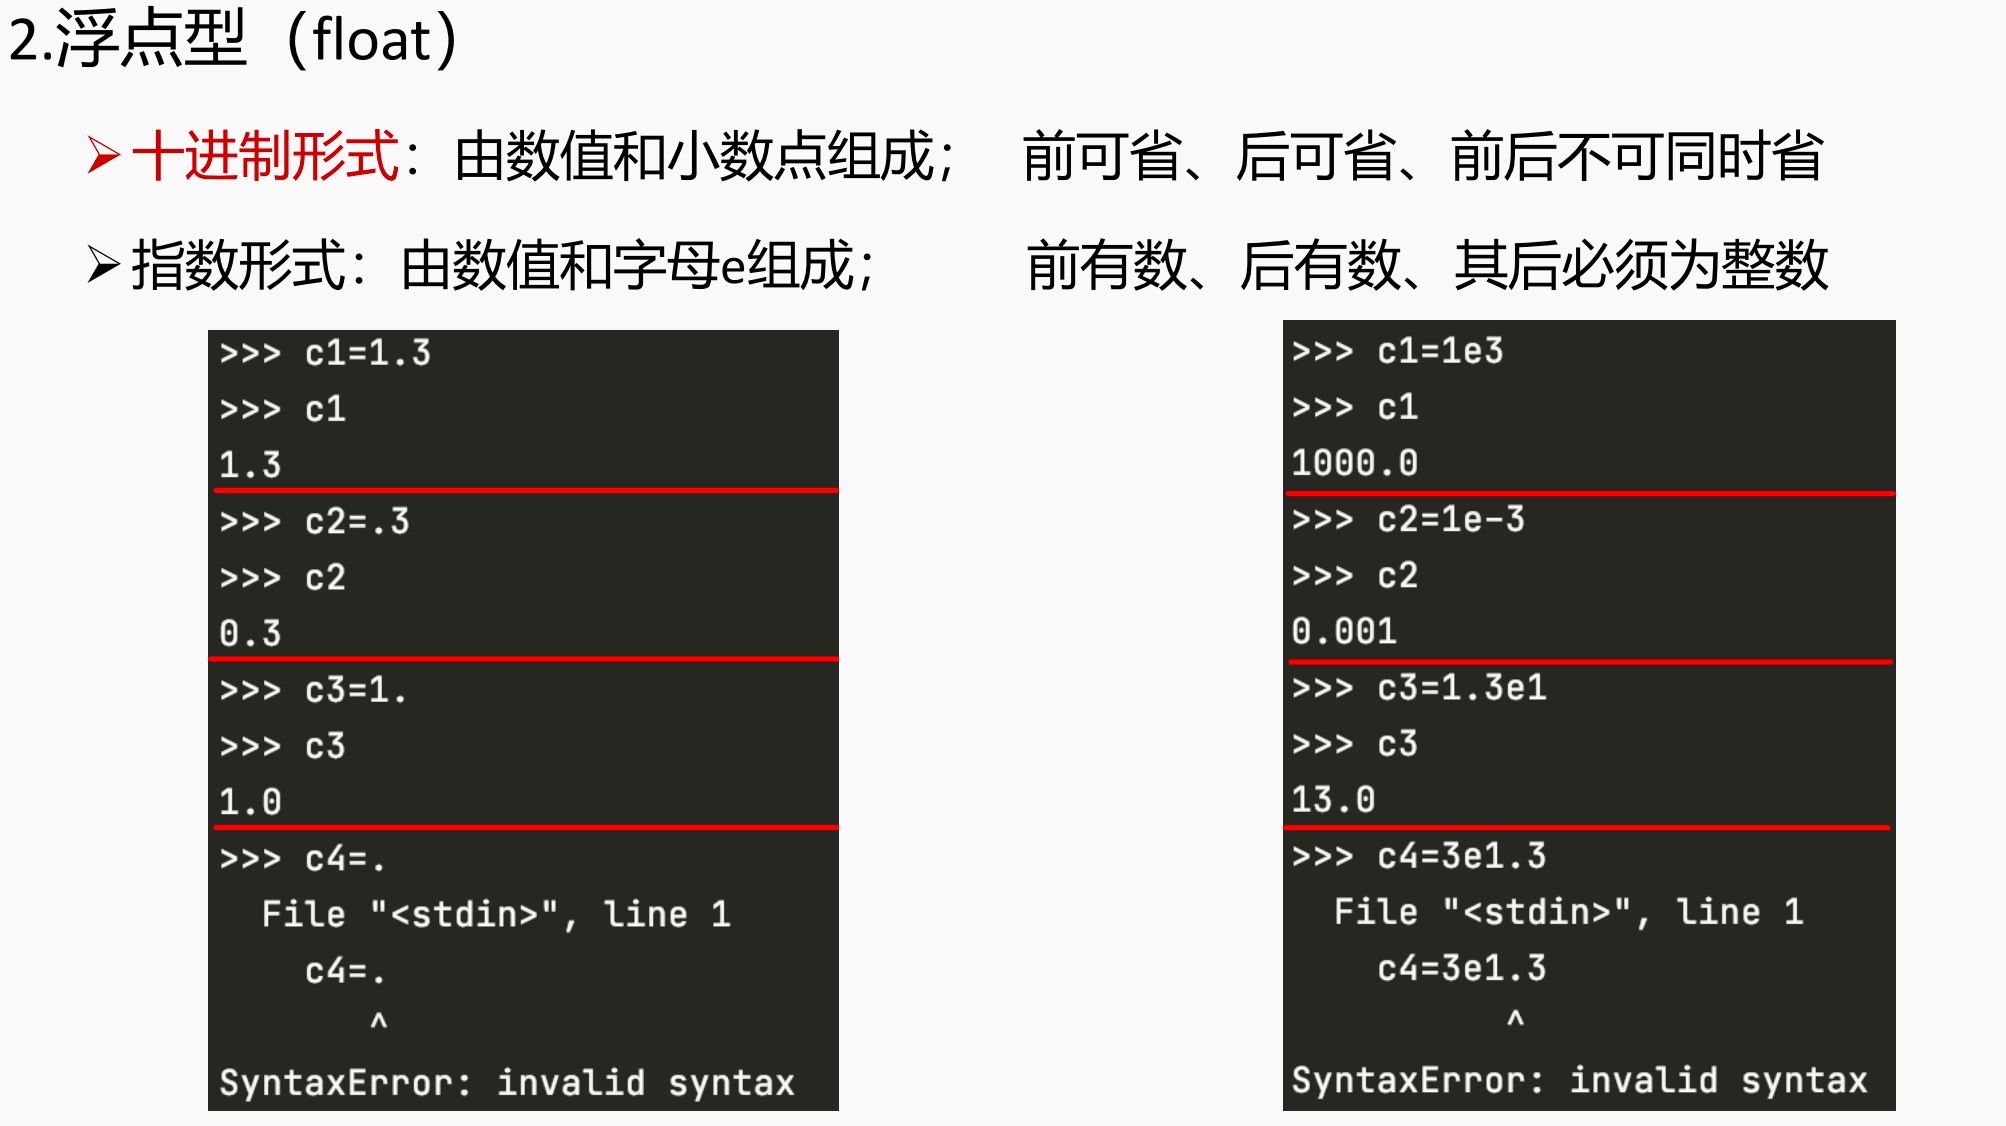 2.浮点型（float）
➢十进制形式：由数值和小数点组成； 前可省、后可省、前后不可同时省
➢指数形式：由数值和字母e组成； 前有数、后有数、其后必须为整数
>>> c1=1.3
>>> c1
1.3
>>> c2=.3
>>> c2
0.3
>>> c3=1.
>>> c3
1.0
>>> c4=.
  File "<stdin>", line 1
    c4=.
       ^
SyntaxError: invalid syntax
>>> c1=1e3
>>> c1
1000.0
>>> c2=1e-3
>>> c2
0.001
>>> c3=1.3e1
>>> c3
13.0
>>> c4=3e1.3
  File "<stdin>", line 1
    c4=3e1.3
          ^
SyntaxError: invalid syntax